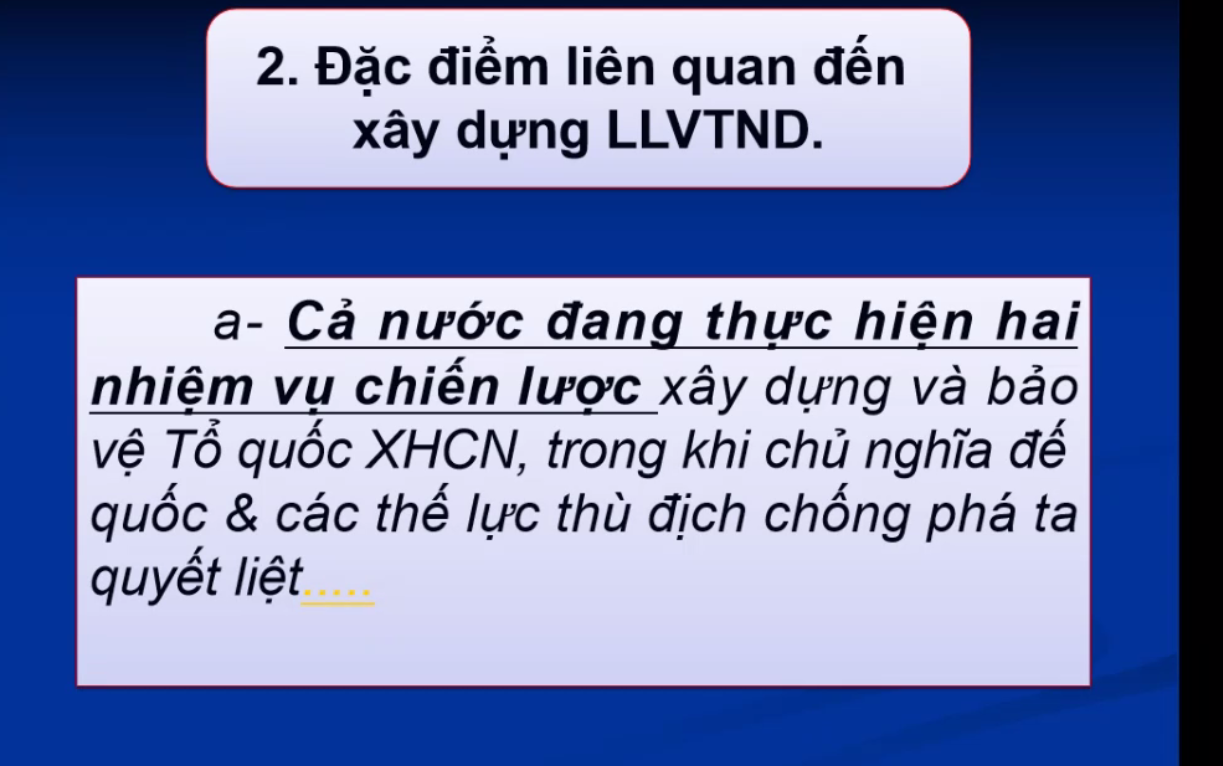 2. Đặc điểm liên quan đến
xây dựng LLVTND.
a- Cả nước đang thực hiện hai
nhiệm vụ chiến lược xây dựng và bảo
vệ Tổ quốc XHCN, trong khi chủ nghĩa đế
quốc & các thế lực thù địch chống phá ta
quyết liệt.....